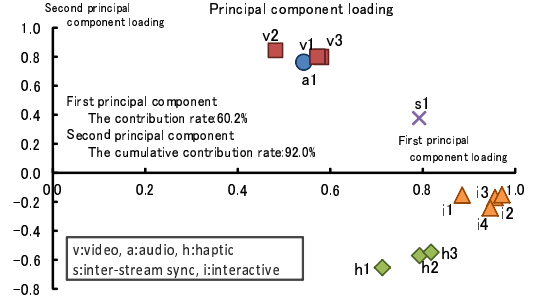 Second principal
component loading
Principal component loading
1.0
0.8
0.6
0.4
0.2
0.0
-0.2
-0.4
-0.6
-0.8
v2
v1
v3
a1
s1
First principal component
The contribution rate:60.2%
Second principal component
The cumulative contribution rate:92.0%
First principal
component loading
0.0
0.2
0.4
0.6
0.8
1.0
i1
i3
i2
i4
h1
h2
h3
v:video, a:audio, h:haptic
s:inter-stream sync, i:interactive